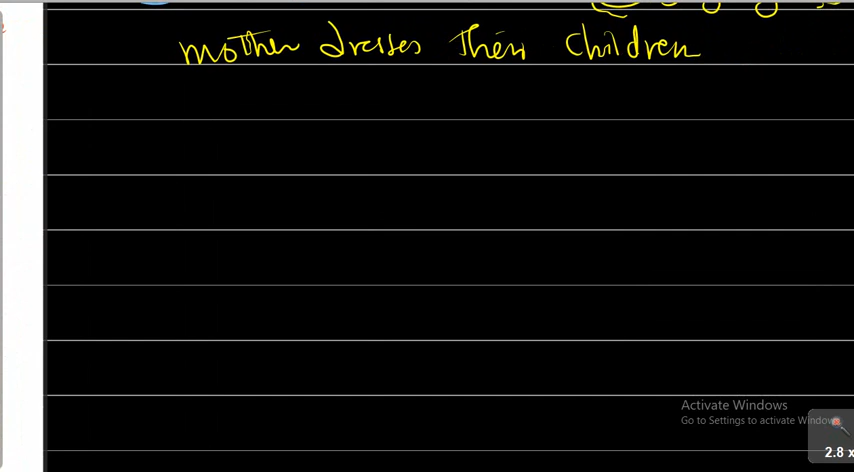 mother dresses their children
Activate Windows
Go to Settings to activate Windows
2.8 x